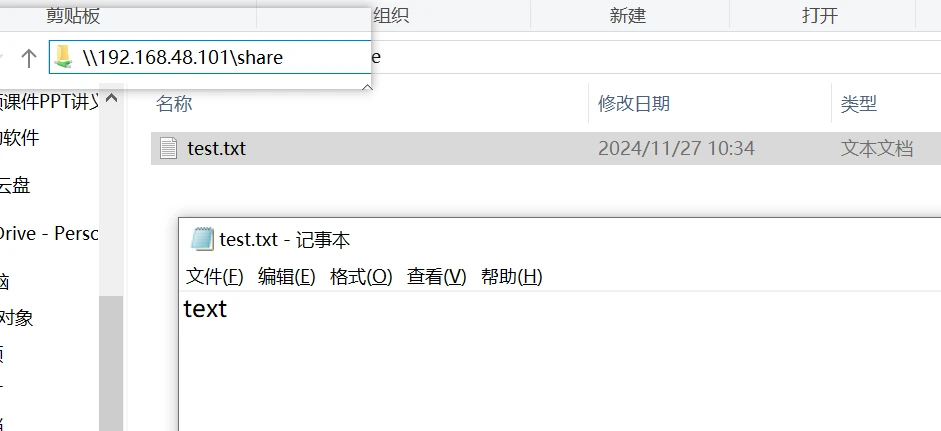 剪贴板 组织 新建 打开
\\192.168.48.101\share
e
名称 修改日期 类型
课件PPT讲义
软件
test.txt 2024/11/27 10:34 文本文档
云盘
Drive - Perso
test.txt - 记事本
文件(F) 编辑(E) 格式(O) 查看(V) 帮助(H)
text
对象